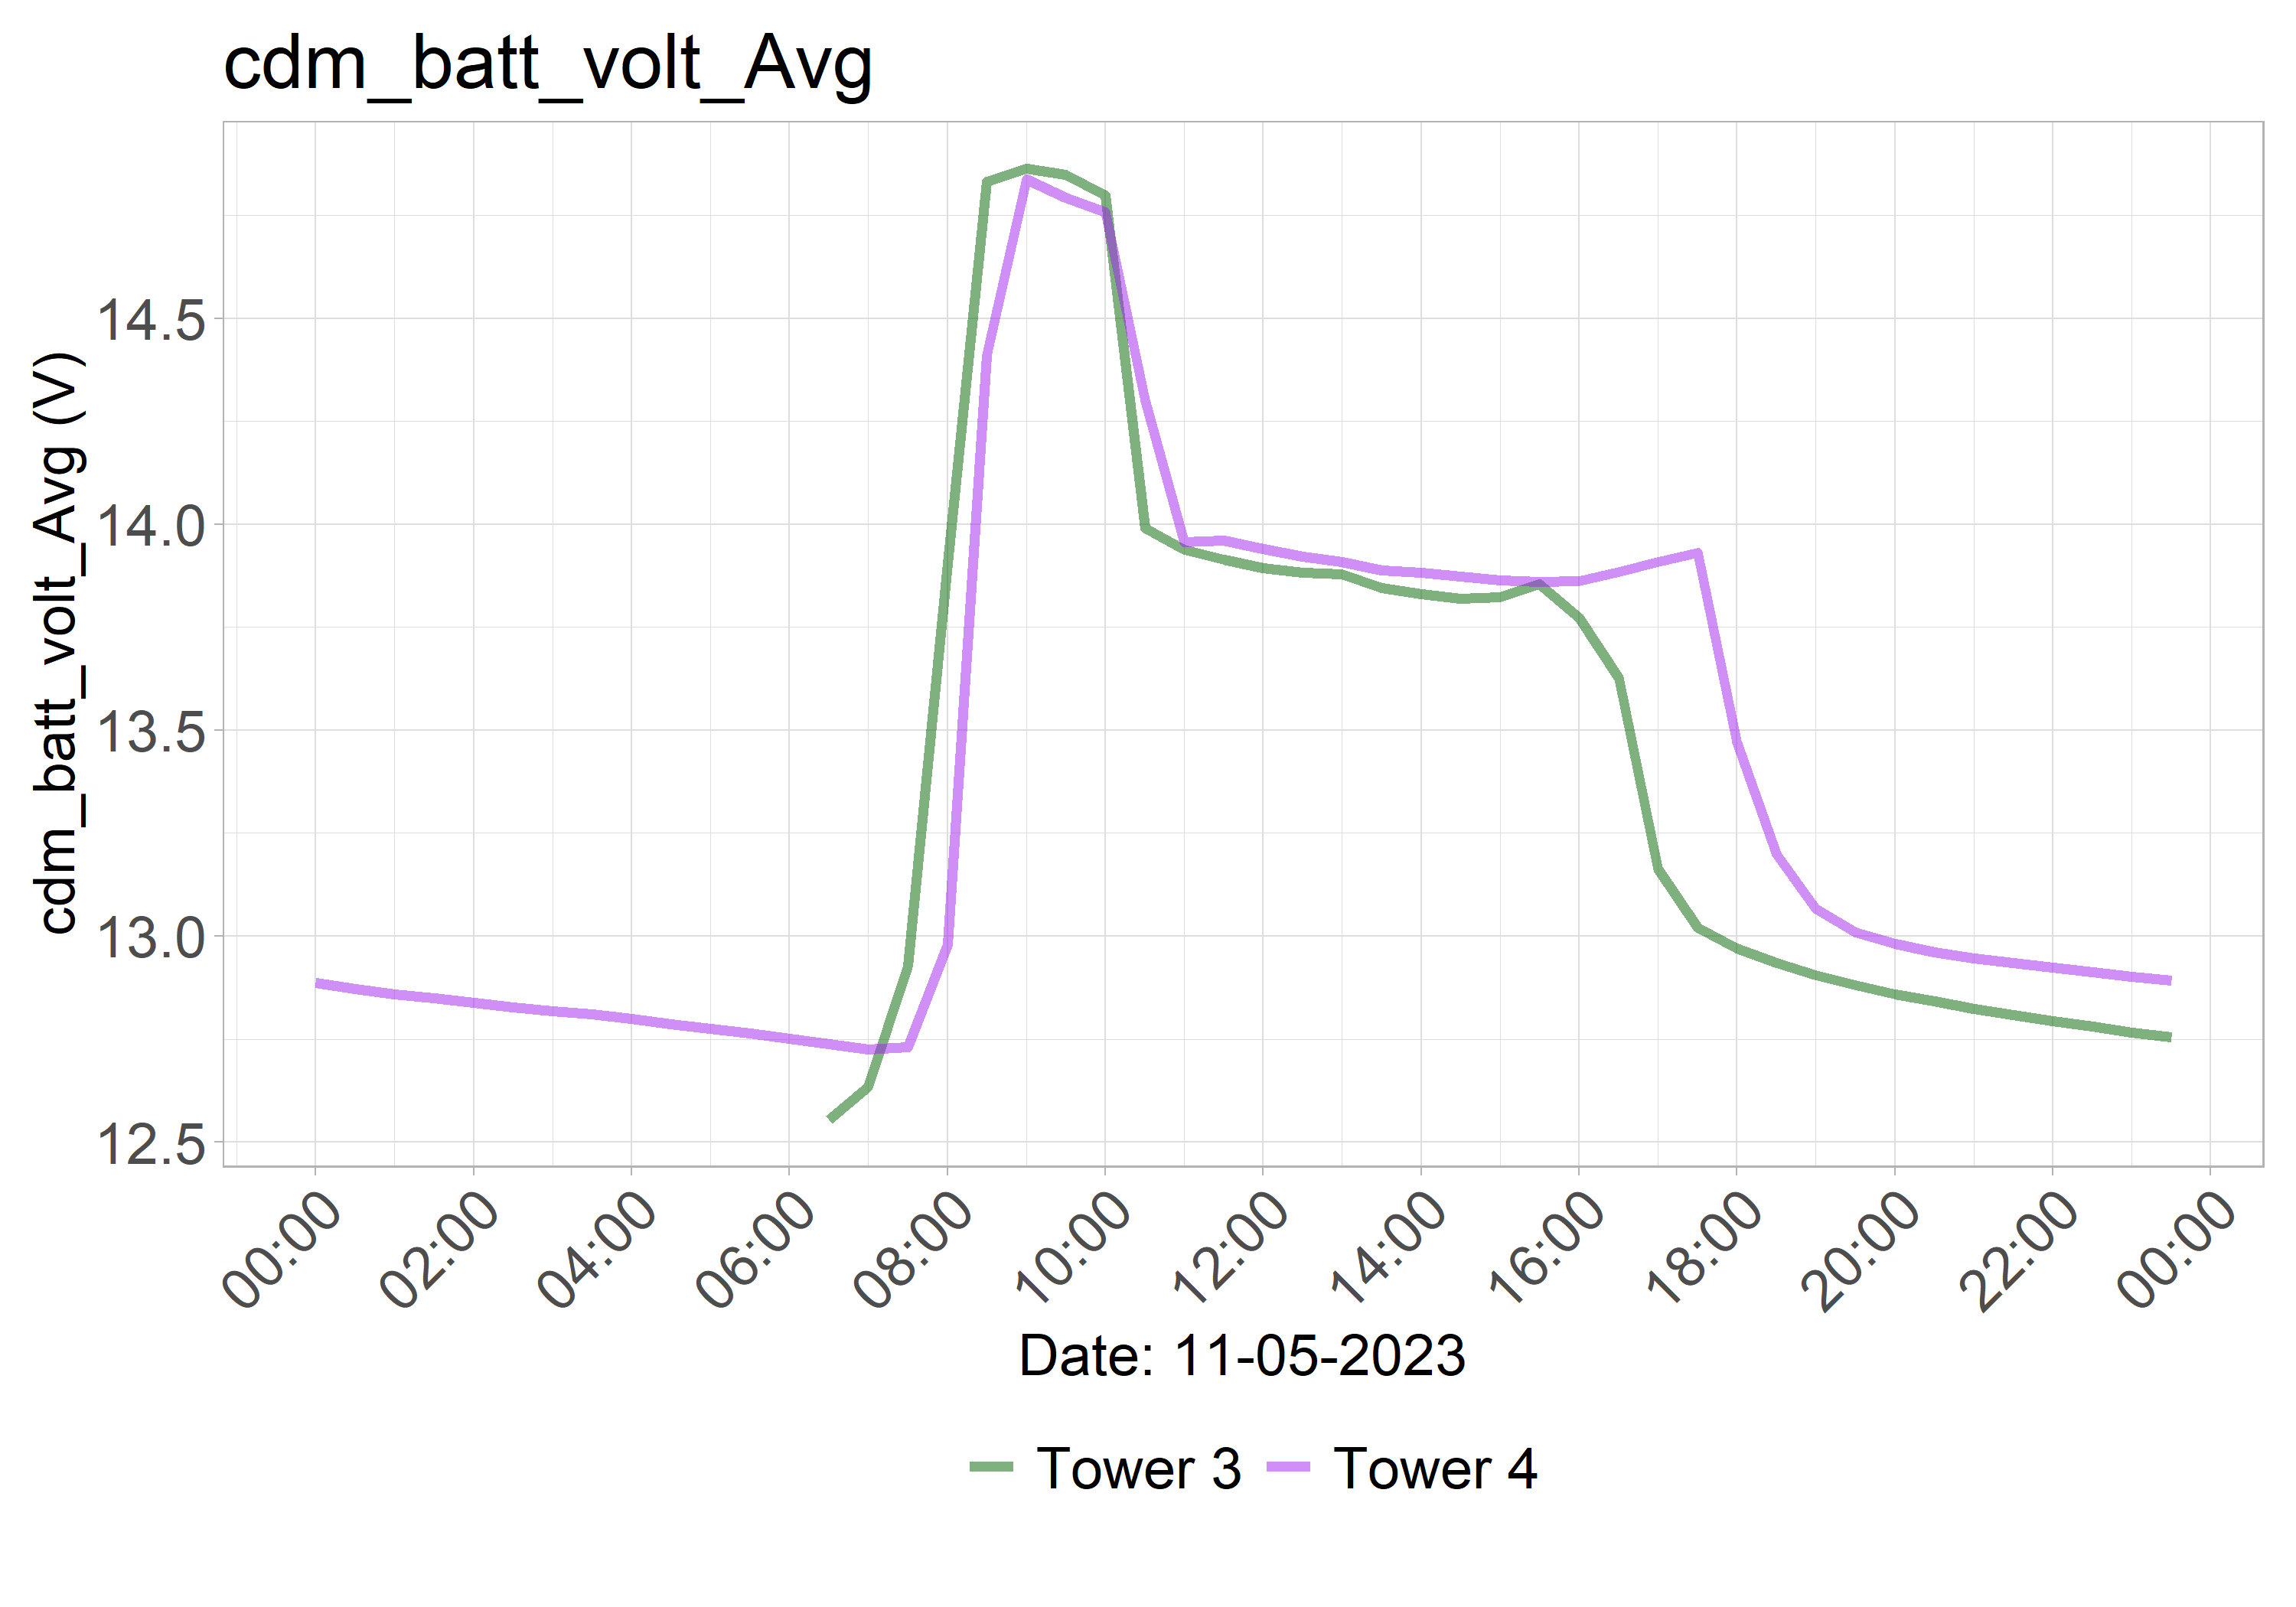 cdm_batt_volt_Avg
cdm_batt_volt_Avg (V)
14.5
14.0
13.5
13.0
12.5
00:00 02:00 04:00 06:00 08:00 10:00 12:00 14:00 16:00 18:00 20:00 22:00 00:00
Date: 11-05-2023
Tower 3 Tower 4